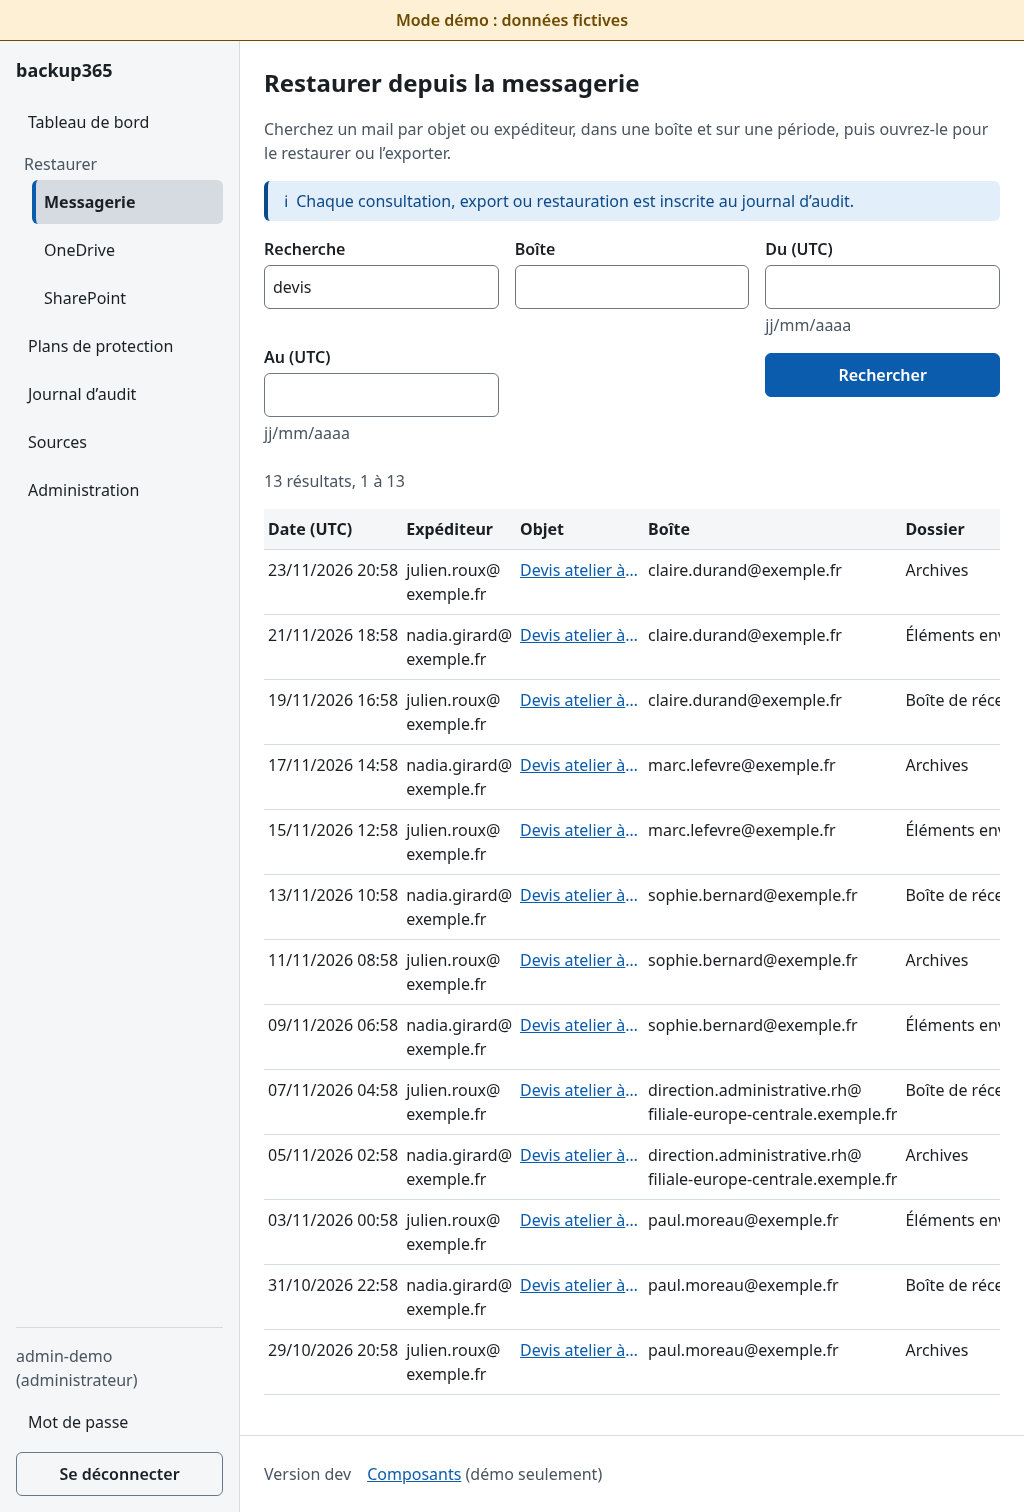 Mode démo : données fictives
backup365
Tableau de bord
Restaurer
Messagerie
OneDrive
SharePoint
Plans de protection
Journal d’audit
Sources
Administration
admin-demo
(administrateur)
Mot de passe
Se déconnecter
Restaurer depuis la messagerie
Cherchez un mail par objet ou expéditeur, dans une boîte et sur une période, puis ouvrez-le pour
le restaurer ou l’exporter.
i Chaque consultation, export ou restauration est inscrite au journal d’audit.
Recherche Boîte Du (UTC)
devis
jj/mm/aaaa
Au (UTC)
Rechercher
jj/mm/aaaa
13 résultats, 1 à 13
Date (UTC) Expéditeur Objet Boîte Dossier
23/11/2026 20:58 julien.roux@ Devis atelier à… claire.durand@exemple.fr Archives
exemple.fr
21/11/2026 18:58 nadia.girard@ Devis atelier à… claire.durand@exemple.fr Éléments env
exemple.fr
19/11/2026 16:58 julien.roux@ Devis atelier à… claire.durand@exemple.fr Boîte de réce
exemple.fr
17/11/2026 14:58 nadia.girard@ Devis atelier à… marc.lefevre@exemple.fr Archives
exemple.fr
15/11/2026 12:58 julien.roux@ Devis atelier à… marc.lefevre@exemple.fr Éléments env
exemple.fr
13/11/2026 10:58 nadia.girard@ Devis atelier à… sophie.bernard@exemple.fr Boîte de réce
exemple.fr
11/11/2026 08:58 julien.roux@ Devis atelier à… sophie.bernard@exemple.fr Archives
exemple.fr
09/11/2026 06:58 nadia.girard@ Devis atelier à… sophie.bernard@exemple.fr Éléments env
exemple.fr
07/11/2026 04:58 julien.roux@ Devis atelier à… direction.administrative.rh@ Boîte de réce
exemple.fr filiale-europe-centrale.exemple.fr
05/11/2026 02:58 nadia.girard@ Devis atelier à… direction.administrative.rh@ Archives
exemple.fr filiale-europe-centrale.exemple.fr
03/11/2026 00:58 julien.roux@ Devis atelier à… paul.moreau@exemple.fr Éléments env
exemple.fr
31/10/2026 22:58 nadia.girard@ Devis atelier à… paul.moreau@exemple.fr Boîte de réce
exemple.fr
29/10/2026 20:58 julien.roux@ Devis atelier à… paul.moreau@exemple.fr Archives
exemple.fr
Version dev Composants (démo seulement)